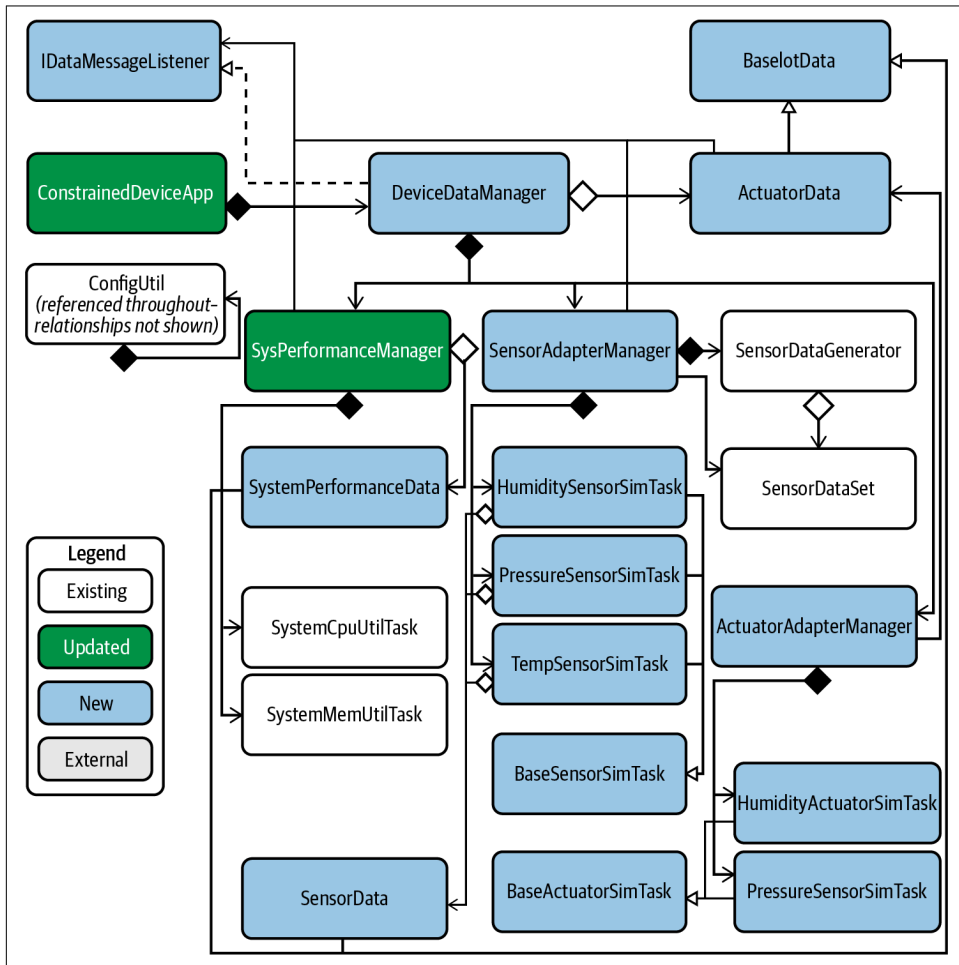 IDataMessageListener
BaseIotData
ConstrainedDeviceApp
DeviceDataManager
ActuatorData
ConfigUtil
(referenced throughout–
relationships not shown)
SysPerformanceManager
SensorAdapterManager
SensorDataGenerator
SystemPerformanceData
HumiditySensorSimTask
SensorDataSet
Legend
Existing
Updated
New
External
PressureSensorSimTask
SystemCpuUtilTask
ActuatorAdapterManager
TempSensorSimTask
SystemMemUtilTask
BaseSensorSimTask
HumidityActuatorSimTask
SensorData
BaseActuatorSimTask
PressureSensorSimTask